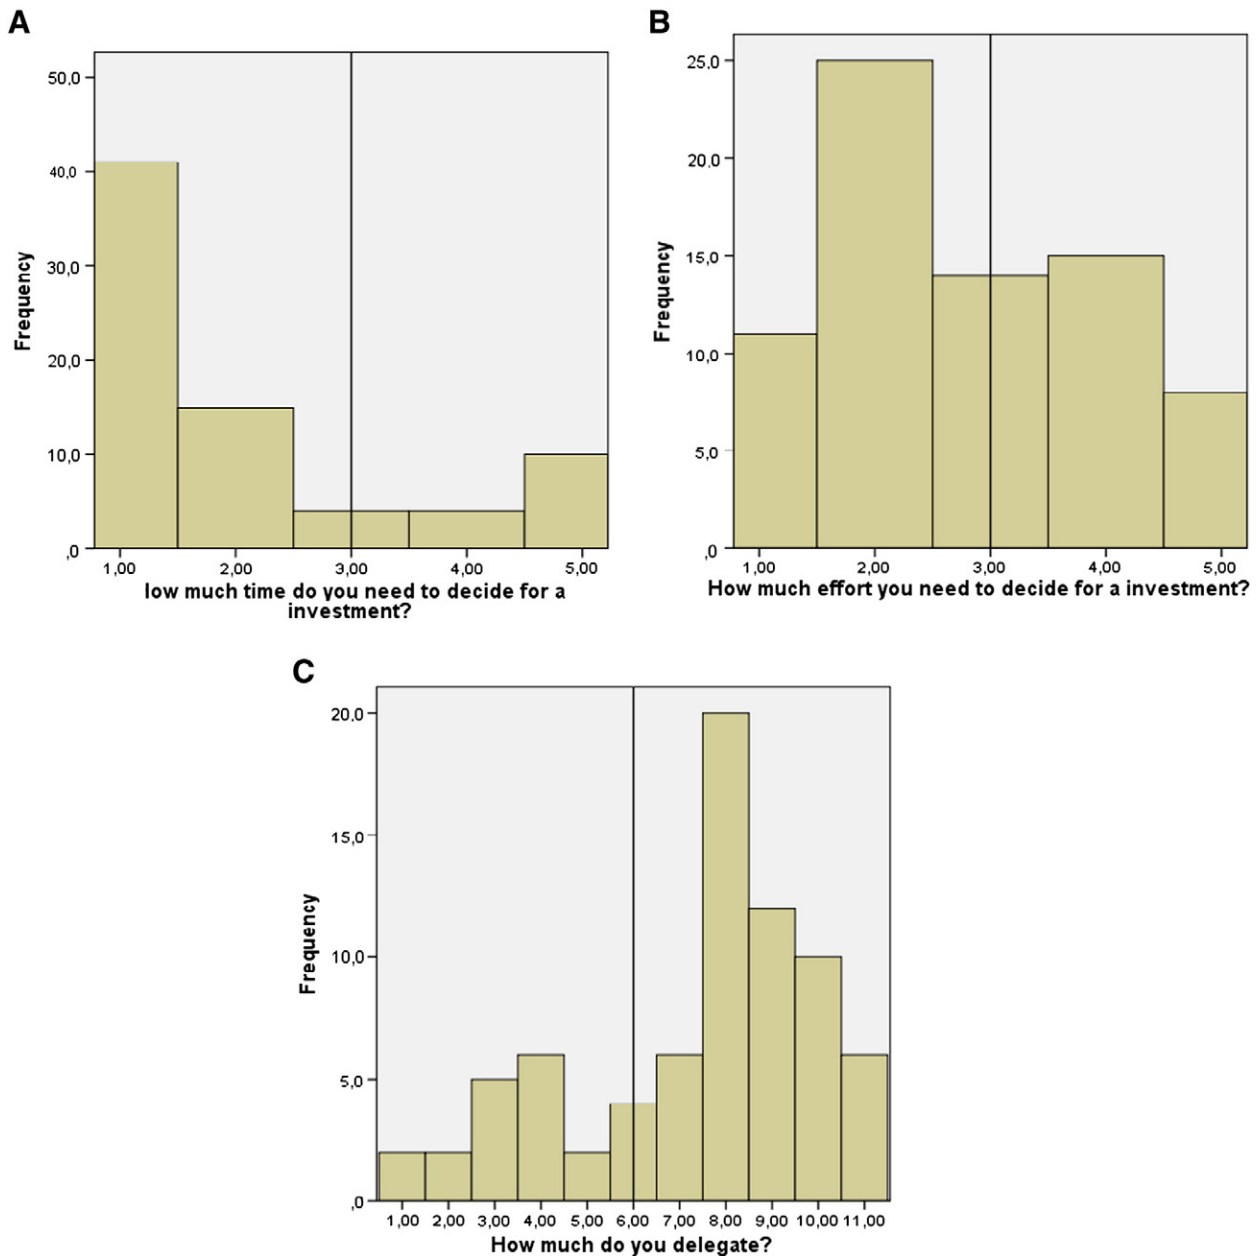 A
50,0
40,0
30,0
20,0
10,0
,0
Frequency
1,00 2,00 3,00 4,00 5,00
low much time do you need to decide for a
investment?
B
25,0
20,0
15,0
10,0
5,0
,0
Frequency
1,00 2,00 3,00 4,00 5,00
How much effort you need to decide for a investment?
C
20,0
15,0
10,0
5,0
,0
Frequency
1,00 2,00 3,00 4,00 5,00 6,00 7,00 8,00 9,00 10,00 11,00
How much do you delegate?